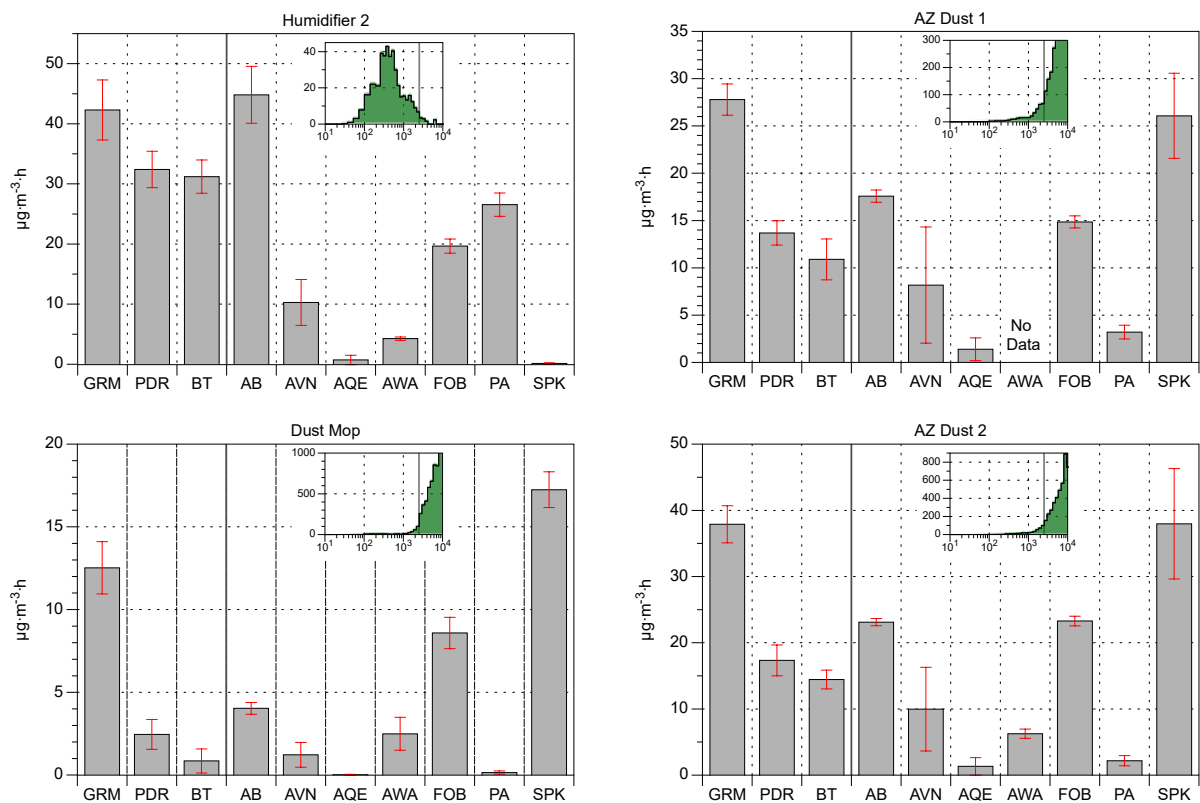 Humidifier 2
µg·m-3·h
50
40
30
20
10
0
40
20
0
101 102 103 104
GRM PDR BT AB AVN AQE AWA FOB PA SPK
AZ Dust 1
µg·m-3·h
35
30
25
20
15
10
5
0
300
200
100
0
101 102 103 104
No
Data
GRM PDR BT AB AVN AQE AWA FOB PA SPK
Dust Mop
µg·m-3·h
20
15
10
5
0
1000
500
0
101 102 103 104
GRM PDR BT AB AVN AQE AWA FOB PA SPK
AZ Dust 2
µg·m-3·h
50
40
30
20
10
0
800
600
400
200
0
101 102 103 104
GRM PDR BT AB AVN AQE AWA FOB PA SPK